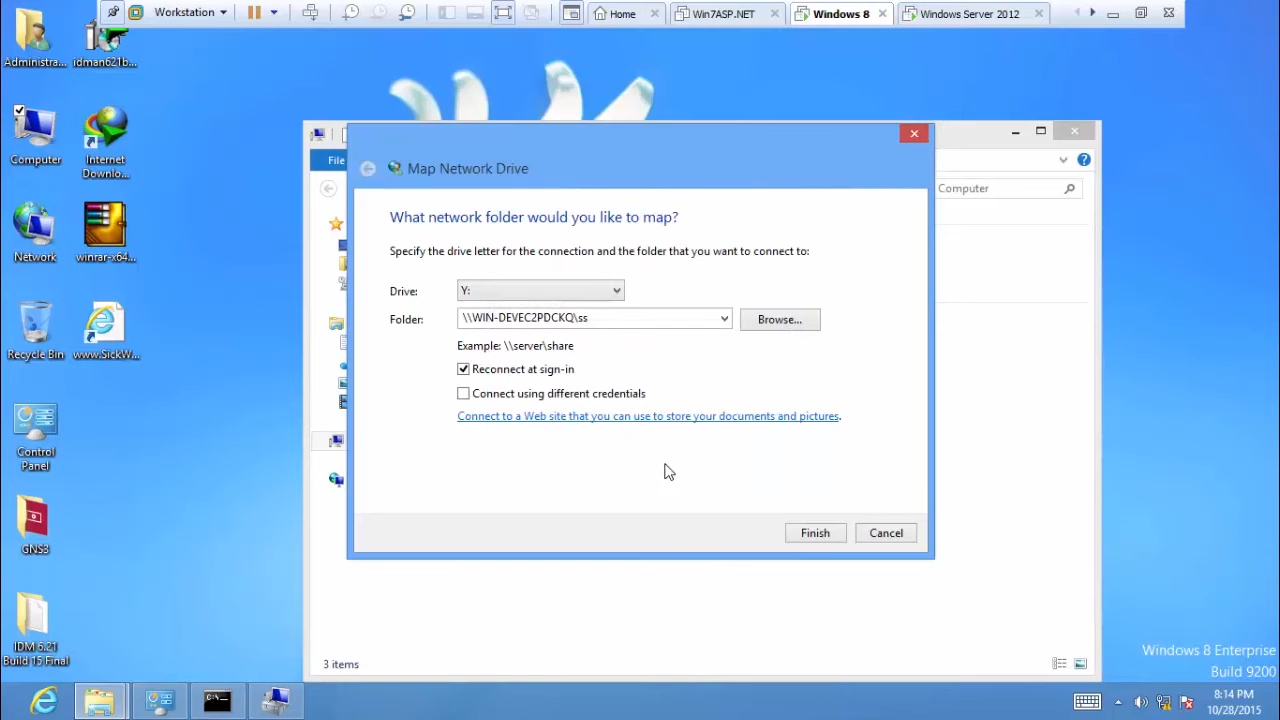 Workstation
Home
Win7ASP.NET
Windows 8
Windows Server 2012
Administra...
idman621b...
Computer
Internet
Downlo...
Network
winrar-x64...
Recycle Bin
www.SickW...
Control
Panel
GNS3
IDM 6.21
Build 15 Final
File
Computer
Map Network Drive
What network folder would you like to map?
Specify the drive letter for the connection and the folder that you want to connect to:
Drive:
Y:
Folder:
\\WIN-DEVEC2PDCKQ\ss
Browse...
Example: \\server\share
Reconnect at sign-in
Connect using different credentials
Connect to a Web site that you can use to store your documents and pictures.
Finish
Cancel
3 items
Windows 8 Enterprise
Build 9200
8:14 PM
10/28/2015